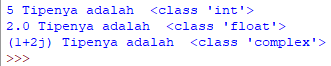 5 Tipenya adalah  <class 'int'>
2.0 Tipenya adalah  <class 'float'>
(1+2j) Tipenya adalah  <class 'complex'>
>>>